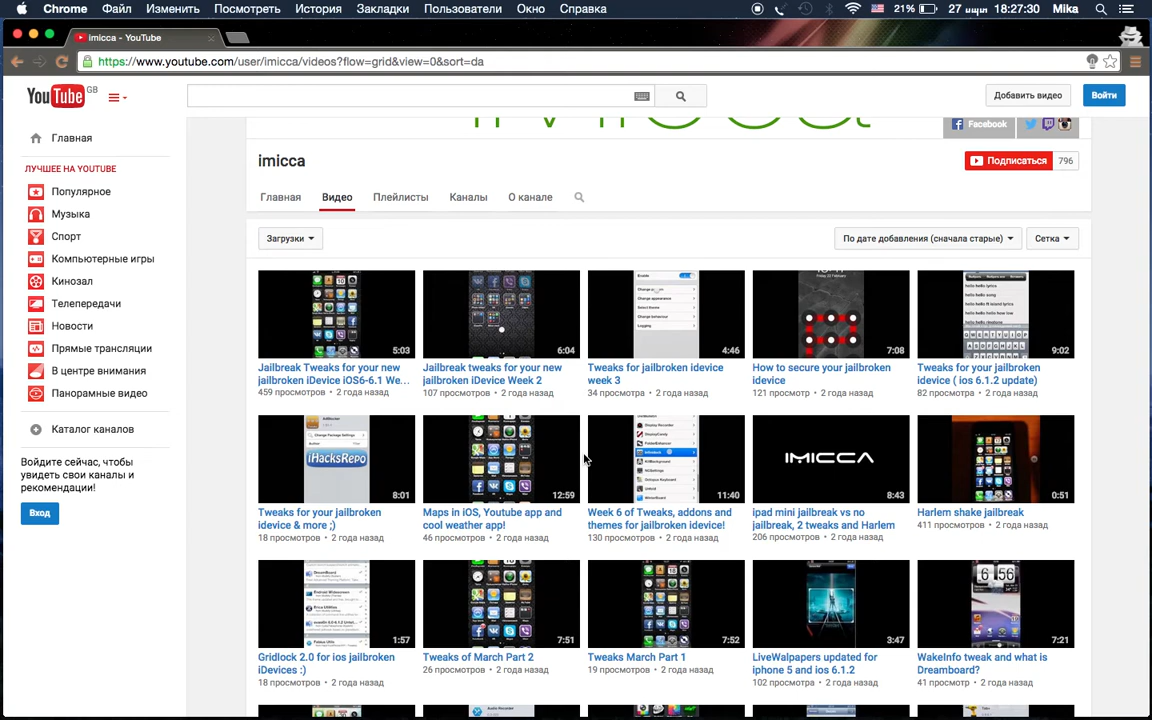 Chrome Файл Изменить Посмотреть История Закладки Пользователи Окно Справка 21% 27 18:27:30 Mika
imicca - YouTube
https://www.youtube.com/user/imicca/videos?flow=grid&view=0&sort=da
YouTube GB
Добавить видео
Войти
Facebook
Главная
imicca
Подписаться 796
ЛУЧШЕЕ НА YOUTUBE
Популярное
Музыка
Спорт
Компьютерные игры
Кинозал
Телепередачи
Новости
Прямые трансляции
В центре внимания
Панорамные видео
Каталог каналов
Войдите сейчас, чтобы
увидеть свои каналы и
рекомендации!
Вход
Главная Видео Плейлисты Каналы О канале
Загрузки
По дате добавления (сначала старые)
Сетка
5:03
Jailbreak Tweaks for your new
jailbroken iDevice iOS6-6.1 We...
459 просмотров • 2 года назад
6:04
Jailbreak tweaks for your new
jailbroken iDevice Week 2
107 просмотров • 2 года назад
4:46
Tweaks for jailbroken idevice
week 3
34 просмотра • 2 года назад
7:08
How to secure your jailbroken
idevice
121 просмотр • 2 года назад
9:02
Tweaks for your jailbroken
idevice ( ios 6.1.2 update)
82 просмотра • 2 года назад
iHacksRepo
8:01
Tweaks for your jailbroken
idevice & more ;)
18 просмотров • 2 года назад
12:59
Maps in iOS, Youtube app and
cool weather app!
46 просмотров • 2 года назад
11:40
Week 6 of Tweaks, addons and
themes for jailbroken idevice!
130 просмотров • 2 года назад
IMICCA
8:43
ipad mini jailbreak vs no
jailbreak, 2 tweaks and Harlem
206 просмотров • 2 года назад
0:51
Harlem shake jailbreak
411 просмотров • 2 года назад
1:57
Gridlock 2.0 for ios jailbroken
iDevices :)
18 просмотров • 2 года назад
7:51
Tweaks of March Part 2
26 просмотров • 2 года назад
7:52
Tweaks March Part 1
19 просмотров • 2 года назад
3:47
LiveWalpapers updated for
iphone 5 and ios 6.1.2
102 просмотра • 2 года назад
6:56
7:21
WakeInfo tweak and what is
Dreamboard?
41 просмотр • 2 года назад